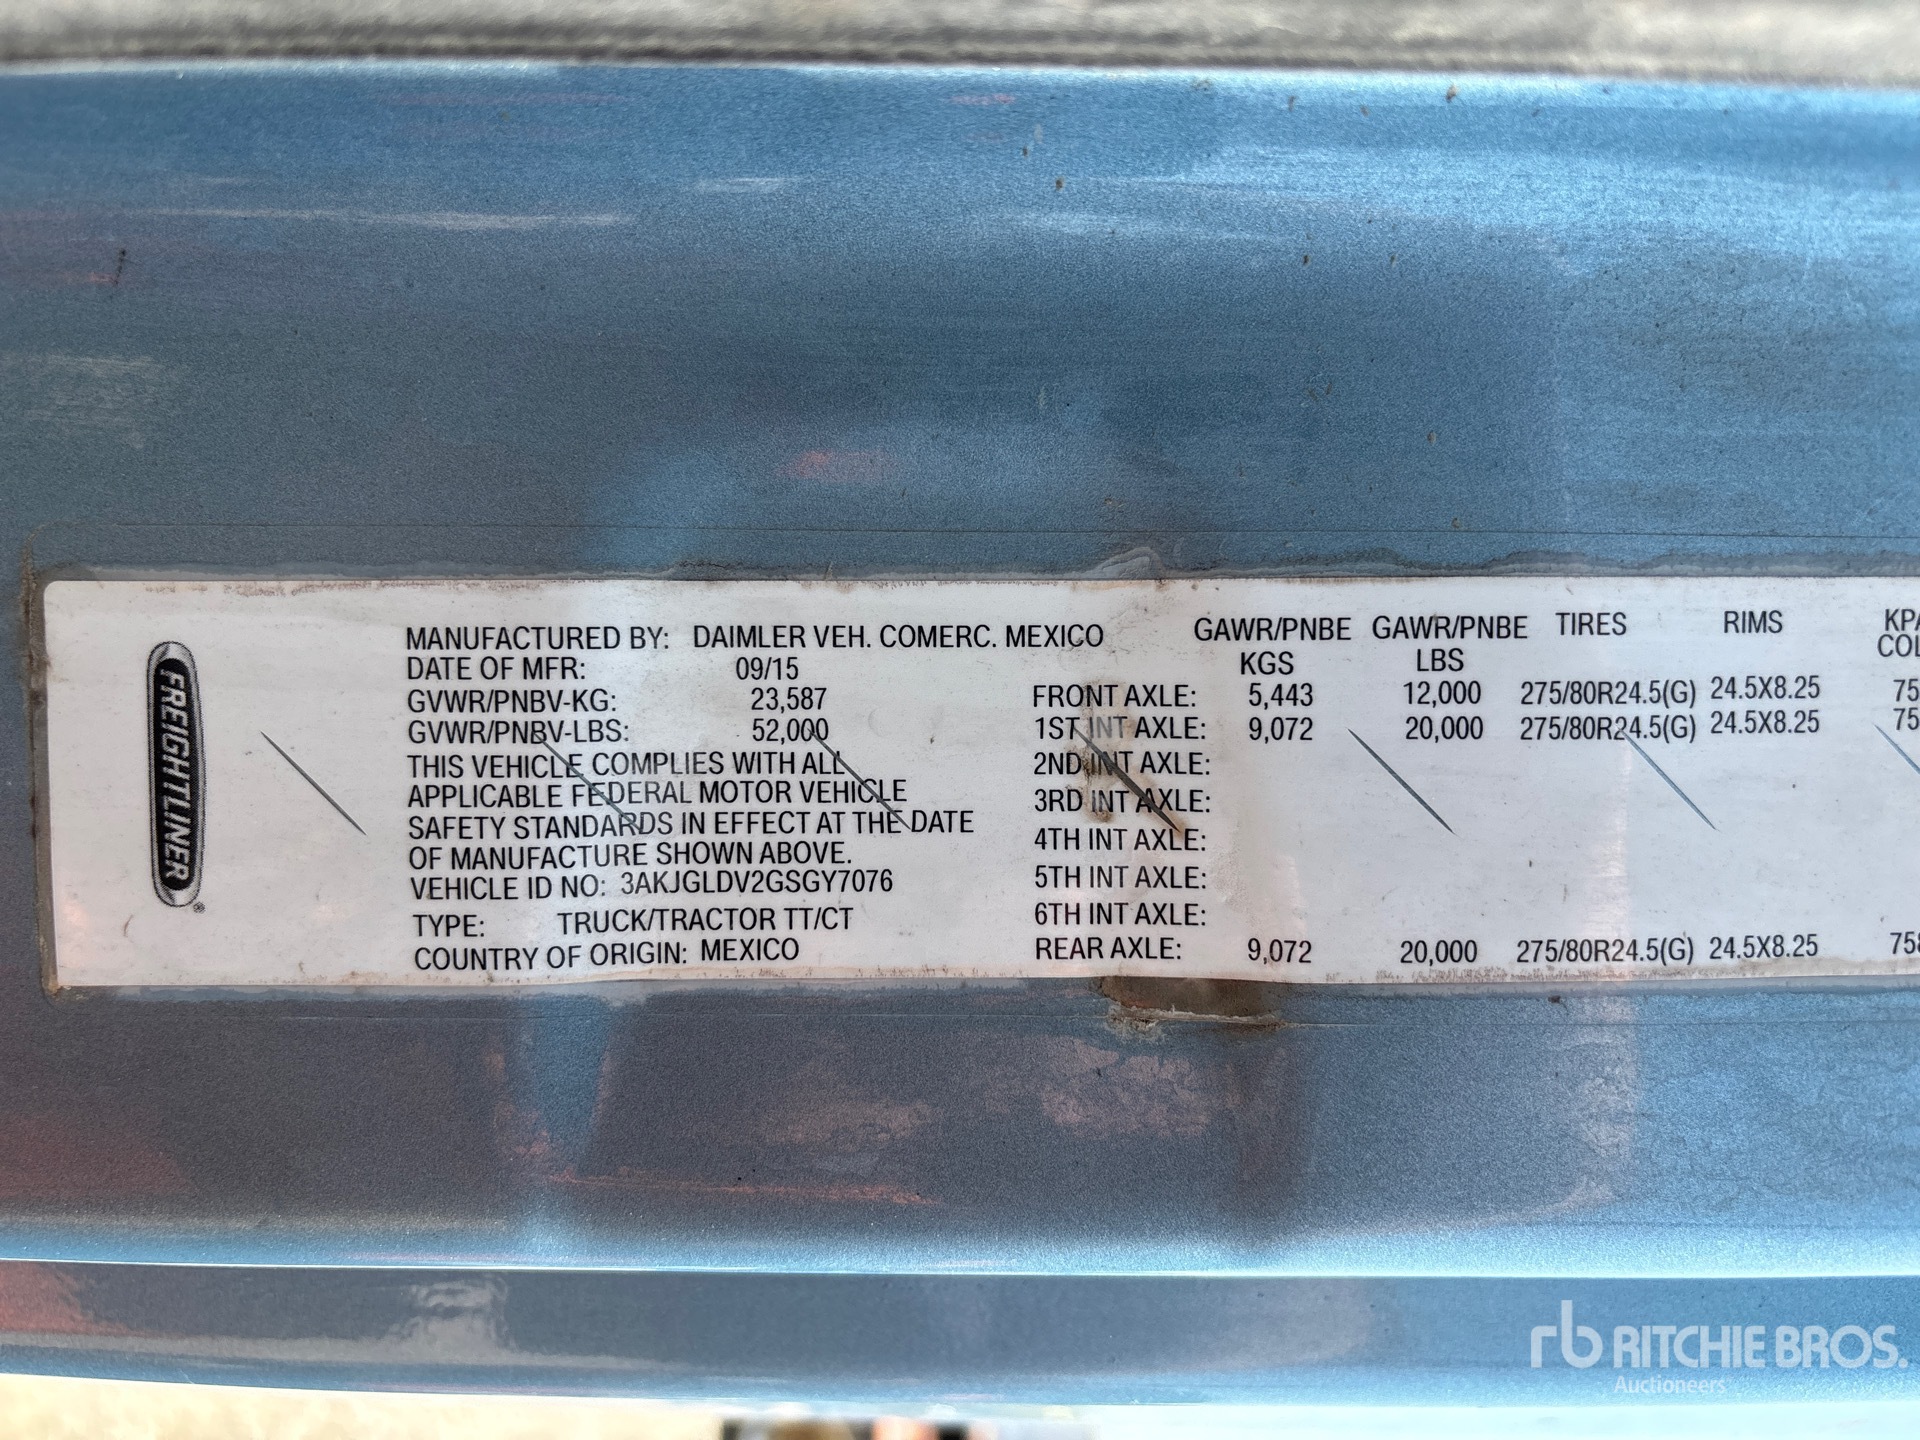 FREIGHTLINER
MANUFACTURED BY: DAIMLER VEH. COMERC. MEXICO
DATE OF MFR: 09/15
GVWR/PNBV-KG: 23,587
GVWR/PNBV-LBS: 52,000
THIS VEHICLE COMPLIES WITH ALL
APPLICABLE FEDERAL MOTOR VEHICLE
SAFETY STANDARDS IN EFFECT AT THE DATE
OF MANUFACTURE SHOWN ABOVE.
VEHICLE ID NO: 3AKJGLDV2GSGY7076
TYPE: TRUCK/TRACTOR TT/CT
COUNTRY OF ORIGIN: MEXICO
GAWR/PNBE GAWR/PNBE TIRES RIMS
KGS LBS
FRONT AXLE: 5,443 12,000 275/80R24.5(G) 24.5X8.25
1ST INT AXLE: 9,072 20,000 275/80R24.5(G) 24.5X8.25
2ND INT AXLE:
3RD INT AXLE:
4TH INT AXLE:
5TH INT AXLE:
6TH INT AXLE:
REAR AXLE: 9,072 20,000 275/80R24.5(G) 24.5X8.25
rb RITCHIE BROS.
Auctioneers